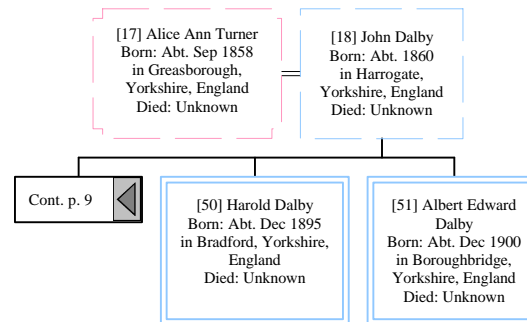 [17] Alice Ann Turner
Born: Abt. Sep 1858
in Greasborough,
Yorkshire, England
Died: Unknown
[18] John Dalby
Born: Abt. 1860
in Harrogate,
Yorkshire, England
Died: Unknown
Cont. p. 9
[50] Harold Dalby
Born: Abt. Dec 1895
in Bradford, Yorkshire,
England
Died: Unknown
[51] Albert Edward
Dalby
Born: Abt. Dec 1900
in Boroughbridge,
Yorkshire, England
Died: Unknown